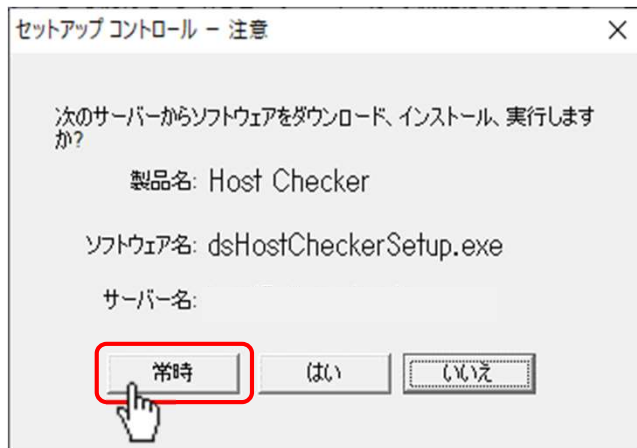 セットアップ コントロール - 注意
次のサーバーからソフトウェアをダウンロード、インストール、実行します
か?
製品名: Host Checker
ソフトウェア名: dsHostCheckerSetup.exe
サーバー名:
常時 はい いいえ